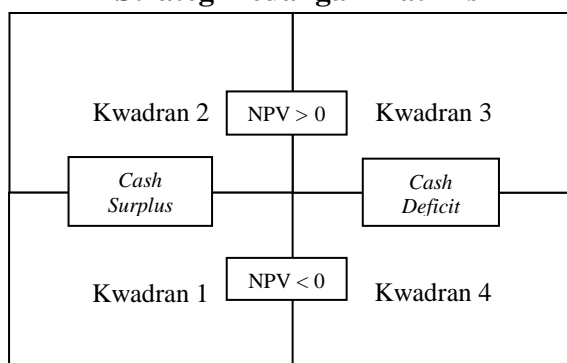 Kwadran 2
NPV > 0
Kwadran 3
Cash
Surplus
Cash
Deficit
Kwadran 1
NPV < 0
Kwadran 4